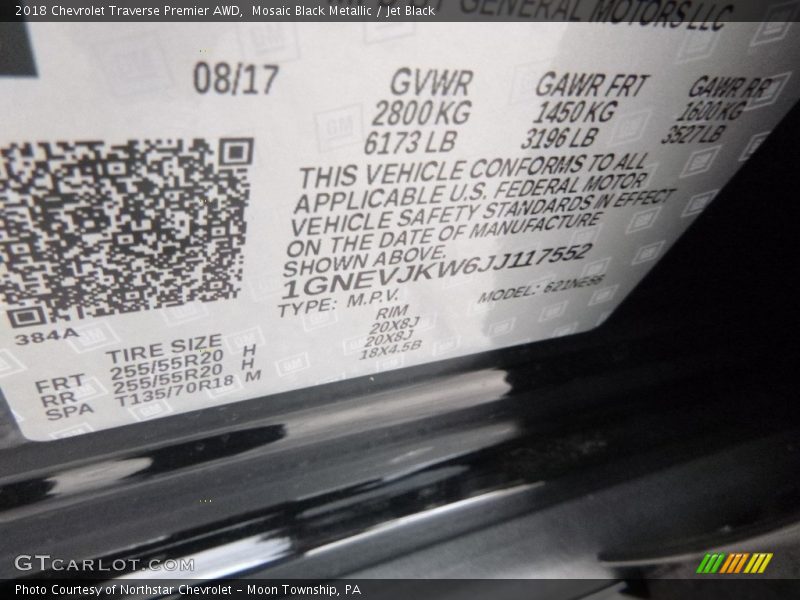 2018 Chevrolet Traverse Premier AWD, Mosaic Black Metallic / Jet Black
GENERAL MOTORS LLC
08/17 GVWR GAWR FRT GAWR RR
2800 KG 1450 KG 1600 KG
6173 LB 3196 LB 3527 LB
THIS VEHICLE CONFORMS TO ALL
APPLICABLE U.S. FEDERAL MOTOR
VEHICLE SAFETY STANDARDS IN EFFECT
ON THE DATE OF MANUFACTURE
SHOWN ABOVE.
1GNEVJKW6JJ117552
TYPE: M.P.V. MODEL: 621NE56
384A
TIRE SIZE RIM
FRT 255/55R20 H 20X8J
RR 255/55R20 H 20X8J
SPA T135/70R18 M 18X4.5B
GTCARLOT.COM
Photo Courtesy of Northstar Chevrolet – Moon Township, PA